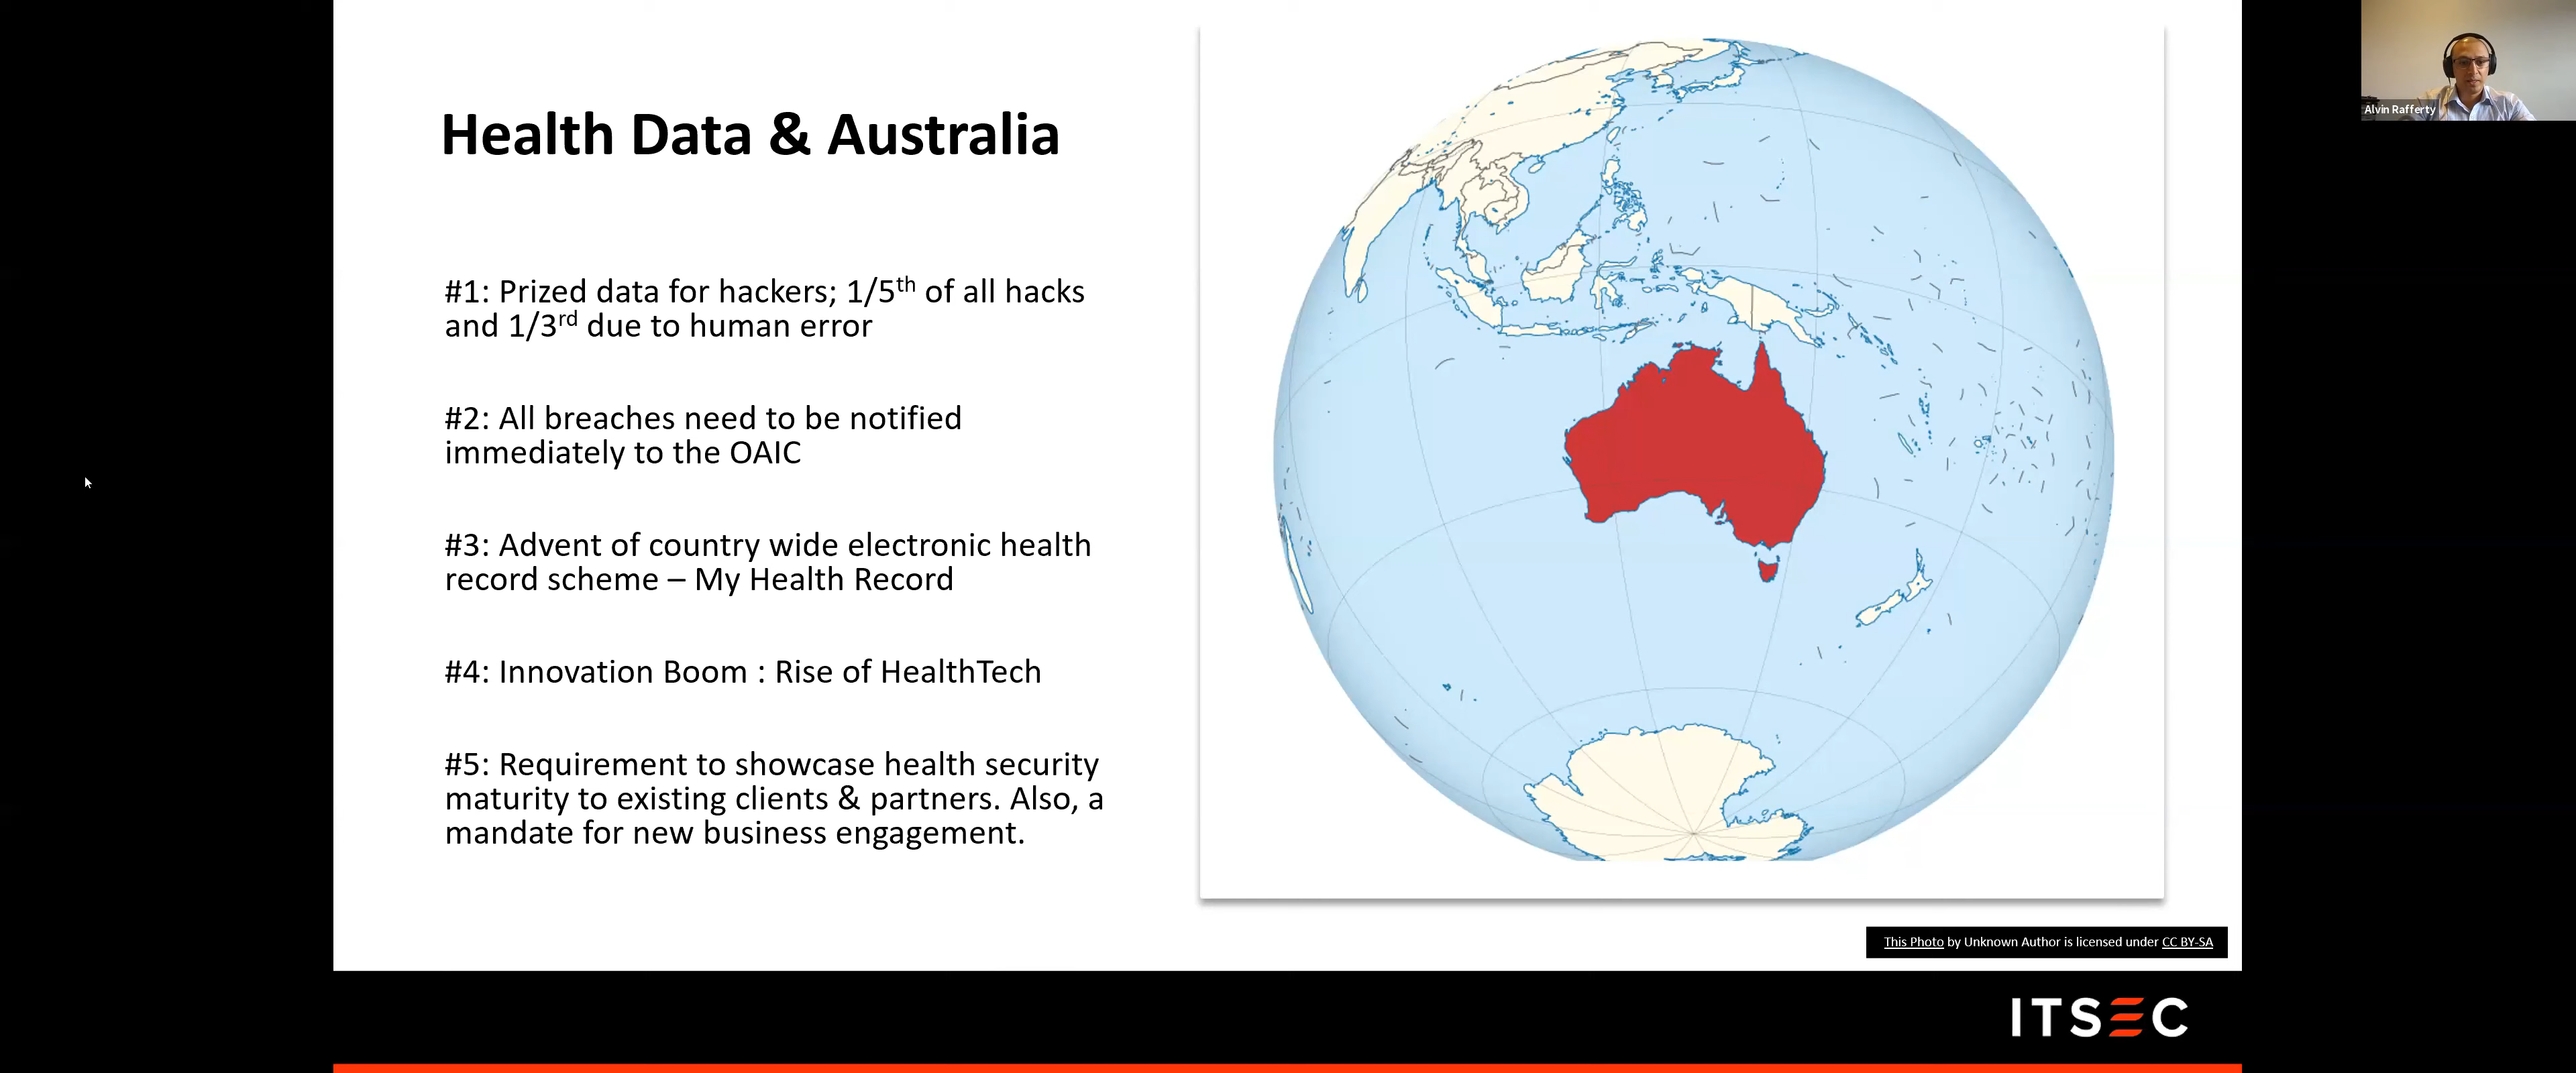 Health Data & Australia
#1: Prized data for hackers; 1/5th of all hacks
and 1/3rd due to human error
#2: All breaches need to be notified
immediately to the OAIC
#3: Advent of country wide electronic health
record scheme – My Health Record
#4: Innovation Boom : Rise of HealthTech
#5: Requirement to showcase health security
maturity to existing clients & partners. Also, a
mandate for new business engagement.
Alvin Rafferty
This Photo by Unknown Author is licensed under CC BY-SA
ITSEC